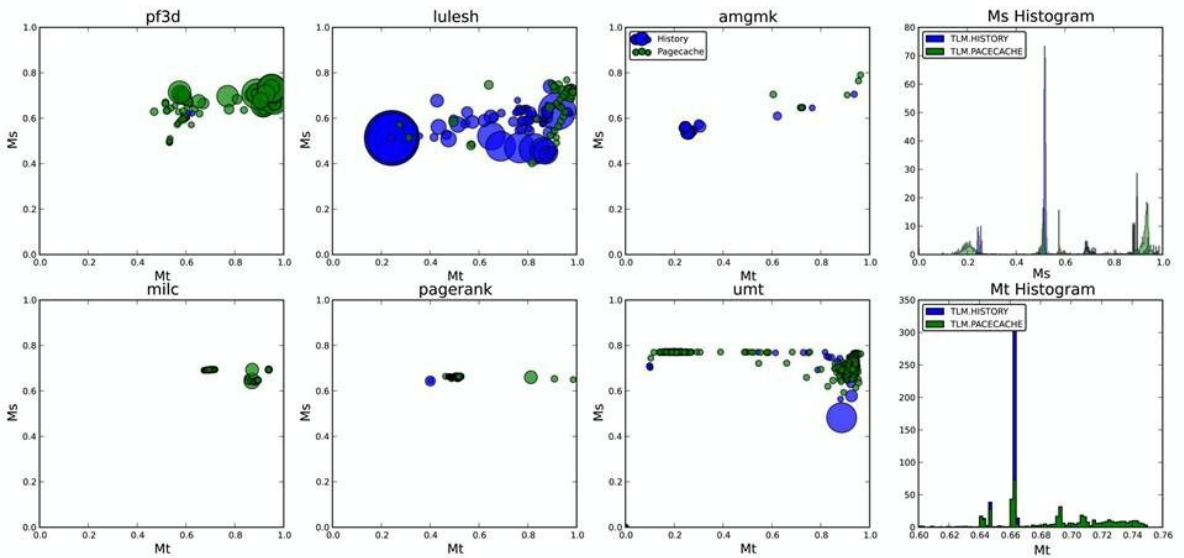 pf3d
1.0
0.8
0.6
0.4
0.2
0.0
Ms
0.0 0.2 0.4 0.6 0.8 1.0
Mt
lulesh
1.0
0.8
0.6
0.4
0.2
0.0
Ms
0.0 0.2 0.4 0.6 0.8 1.0
Mt
amgmk
History
Pagecache
1.0
0.8
0.6
0.4
0.2
0.0
Ms
0.0 0.2 0.4 0.6 0.8 1.0
Mt
Ms Histogram
TLM.HISTORY
TLM.PACECACHE
80
70
60
50
40
30
20
10
0
0.0 0.2 0.4 0.6 0.8 1.0
Ms
milc
1.0
0.8
0.6
0.4
0.2
0.0
Ms
0.0 0.2 0.4 0.6 0.8 1.0
Mt
pagerank
1.0
0.8
0.6
0.4
0.2
0.0
Ms
0.0 0.2 0.4 0.6 0.8 1.0
Mt
umt
1.0
0.8
0.6
0.4
0.2
0.0
Ms
0.0 0.2 0.4 0.6 0.8 1.0
Mt
Mt Histogram
TLM.HISTORY
TLM.PACECACHE
350
300
250
200
150
100
50
0
0.60 0.62 0.64 0.66 0.68 0.70 0.72 0.74 0.76
Mt